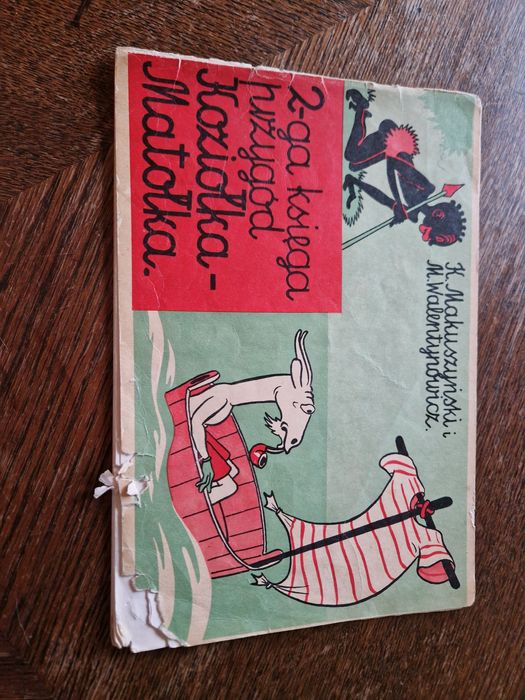 2-ga księga
przygód
Koziołka-
Matołka.
K. Makuszyński i
M. Walentynowicz.